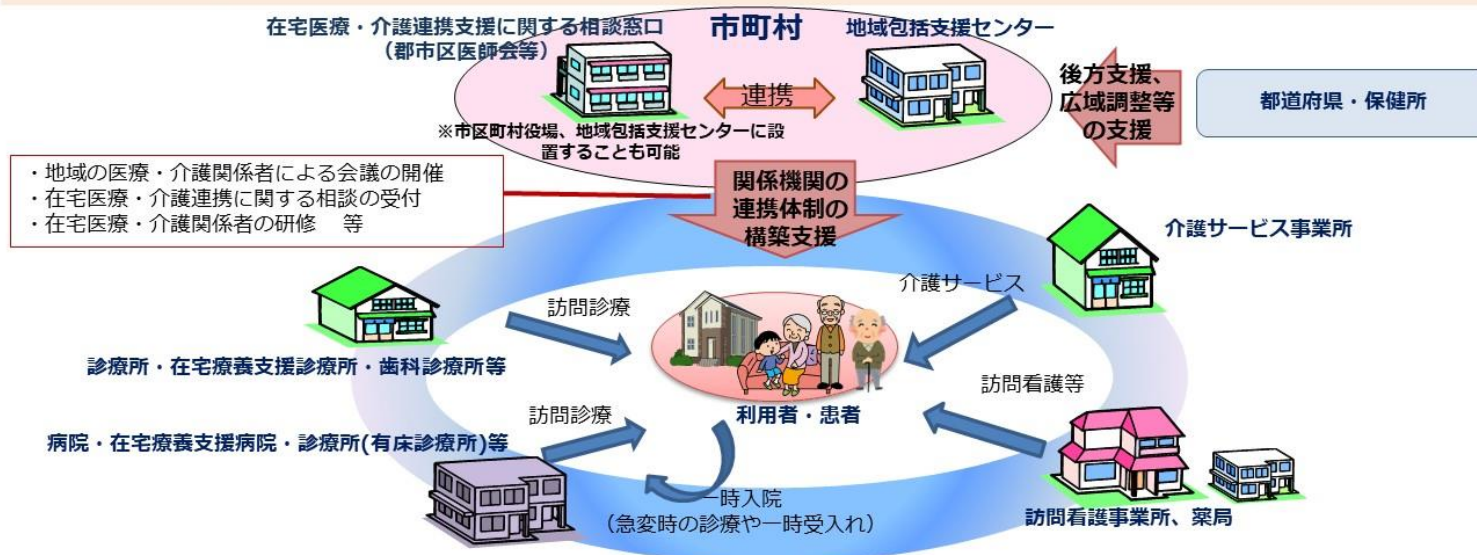 在宅医療・介護連携支援に関する相談窓口
（郡市区医師会等）
市町村
地域包括支援センター
連携
※市区町村役場、地域包括支援センターに設
置することも可能
後方支援、
広域調整等
の支援
都道府県・保健所
・地域の医療・介護関係者による会議の開催
・在宅医療・介護連携に関する相談の受付
・在宅医療・介護関係者の研修　等
関係機関の
連携体制の
構築支援
介護サービス事業所
訪問診療
介護サービス
診療所・在宅療養支援診療所・歯科診療所等
利用者・患者
訪問看護等
訪問診療
病院・在宅療養支援病院・診療所(有床診療所)等
一時入院
（急変時の診療や一時受入れ）
訪問看護事業所、薬局